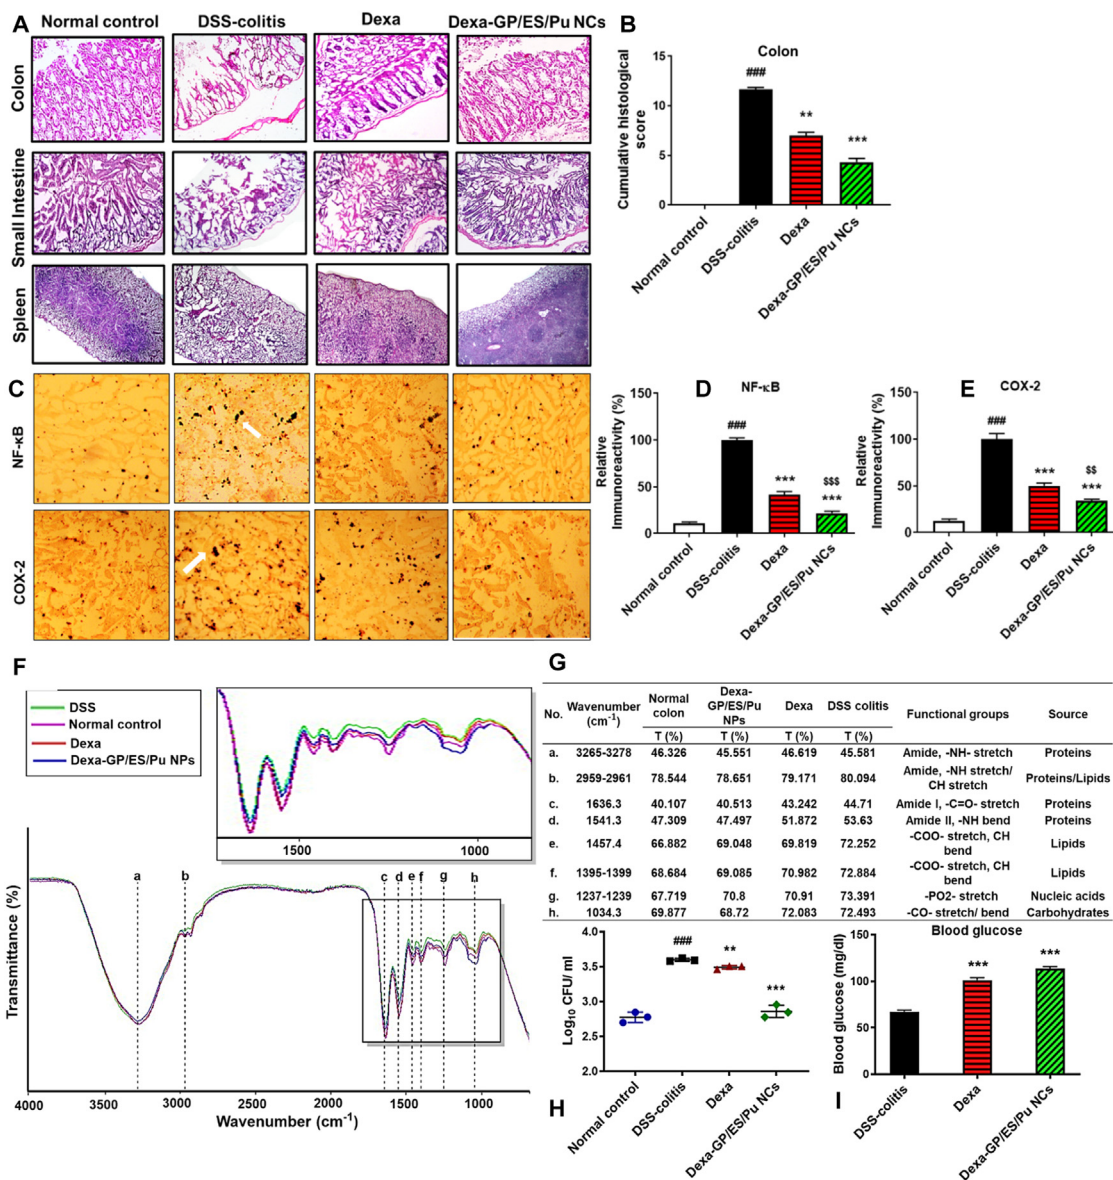 A
Normal control
DSS-colitis
Dexa
Dexa-GP/ES/Pu NCs
Colon
Small Intestine
Spleen
B
Colon
Cumulative histological
score
15
10
5
0
###
**
***
Normal control
DSS-colitis
Dexa
Dexa-GP/ES/Pu NCs
C
NF-κB
COX-2
D
NF-κB
Relative
Immunoreactivity (%)
150
100
50
0
###
***
$$$
***
Normal control
DSS-colitis
Dexa
Dexa-GP/ES/Pu NCs
E
COX-2
Relative
Immunoreactivity (%)
150
100
50
0
###
***
$$
***
Normal control
DSS-colitis
Dexa
Dexa-GP/ES/Pu NCs
F
DSS
Normal control
Dexa
Dexa-GP/ES/Pu NPs
1500
1000
a
b
c
d
e
f
g
h
Transmittance (%)
4000
3500
3000
2500
2000
1500
1000
Wavenumber (cm⁻¹)
G
No. Wavenumber (cm⁻¹) Normal colon Dexa-GP/ES/Pu NPs Dexa DSS colitis Functional groups Source
T (%) T (%) T (%) T (%)
a. 3265-3278 46.326 45.551 46.619 45.581 Amide, -NH- stretch Proteins
b. 2959-2961 78.544 78.651 79.171 80.094 Amide, -NH stretch/ CH stretch Proteins/Lipids
c. 1636.3 40.107 40.513 43.242 44.71 Amide I, -C=O- stretch Proteins
d. 1541.3 47.309 47.497 51.872 53.63 Amide II, -NH bend Proteins
e. 1457.4 66.882 69.048 69.819 72.252 -COO- stretch, CH bend Lipids
f. 1395-1399 68.684 69.085 70.982 72.884 -COO- stretch, CH bend Lipids
g. 1237-1239 67.719 70.8 70.91 73.391 -PO2- stretch Nucleic acids
h. 1034.3 69.877 68.72 72.083 72.493 -CO- stretch/ bend Carbohydrates
H
Log₁₀ CFU/ ml
4.0
3.5
3.0
2.5
2.0
###
**
***
Normal control
DSS-colitis
Dexa
Dexa-GP/ES/Pu NCs
I
Blood glucose
Blood glucose (mg/dl)
150
100
50
0
***
***
DSS-colitis
Dexa
Dexa-GP/ES/Pu NCs